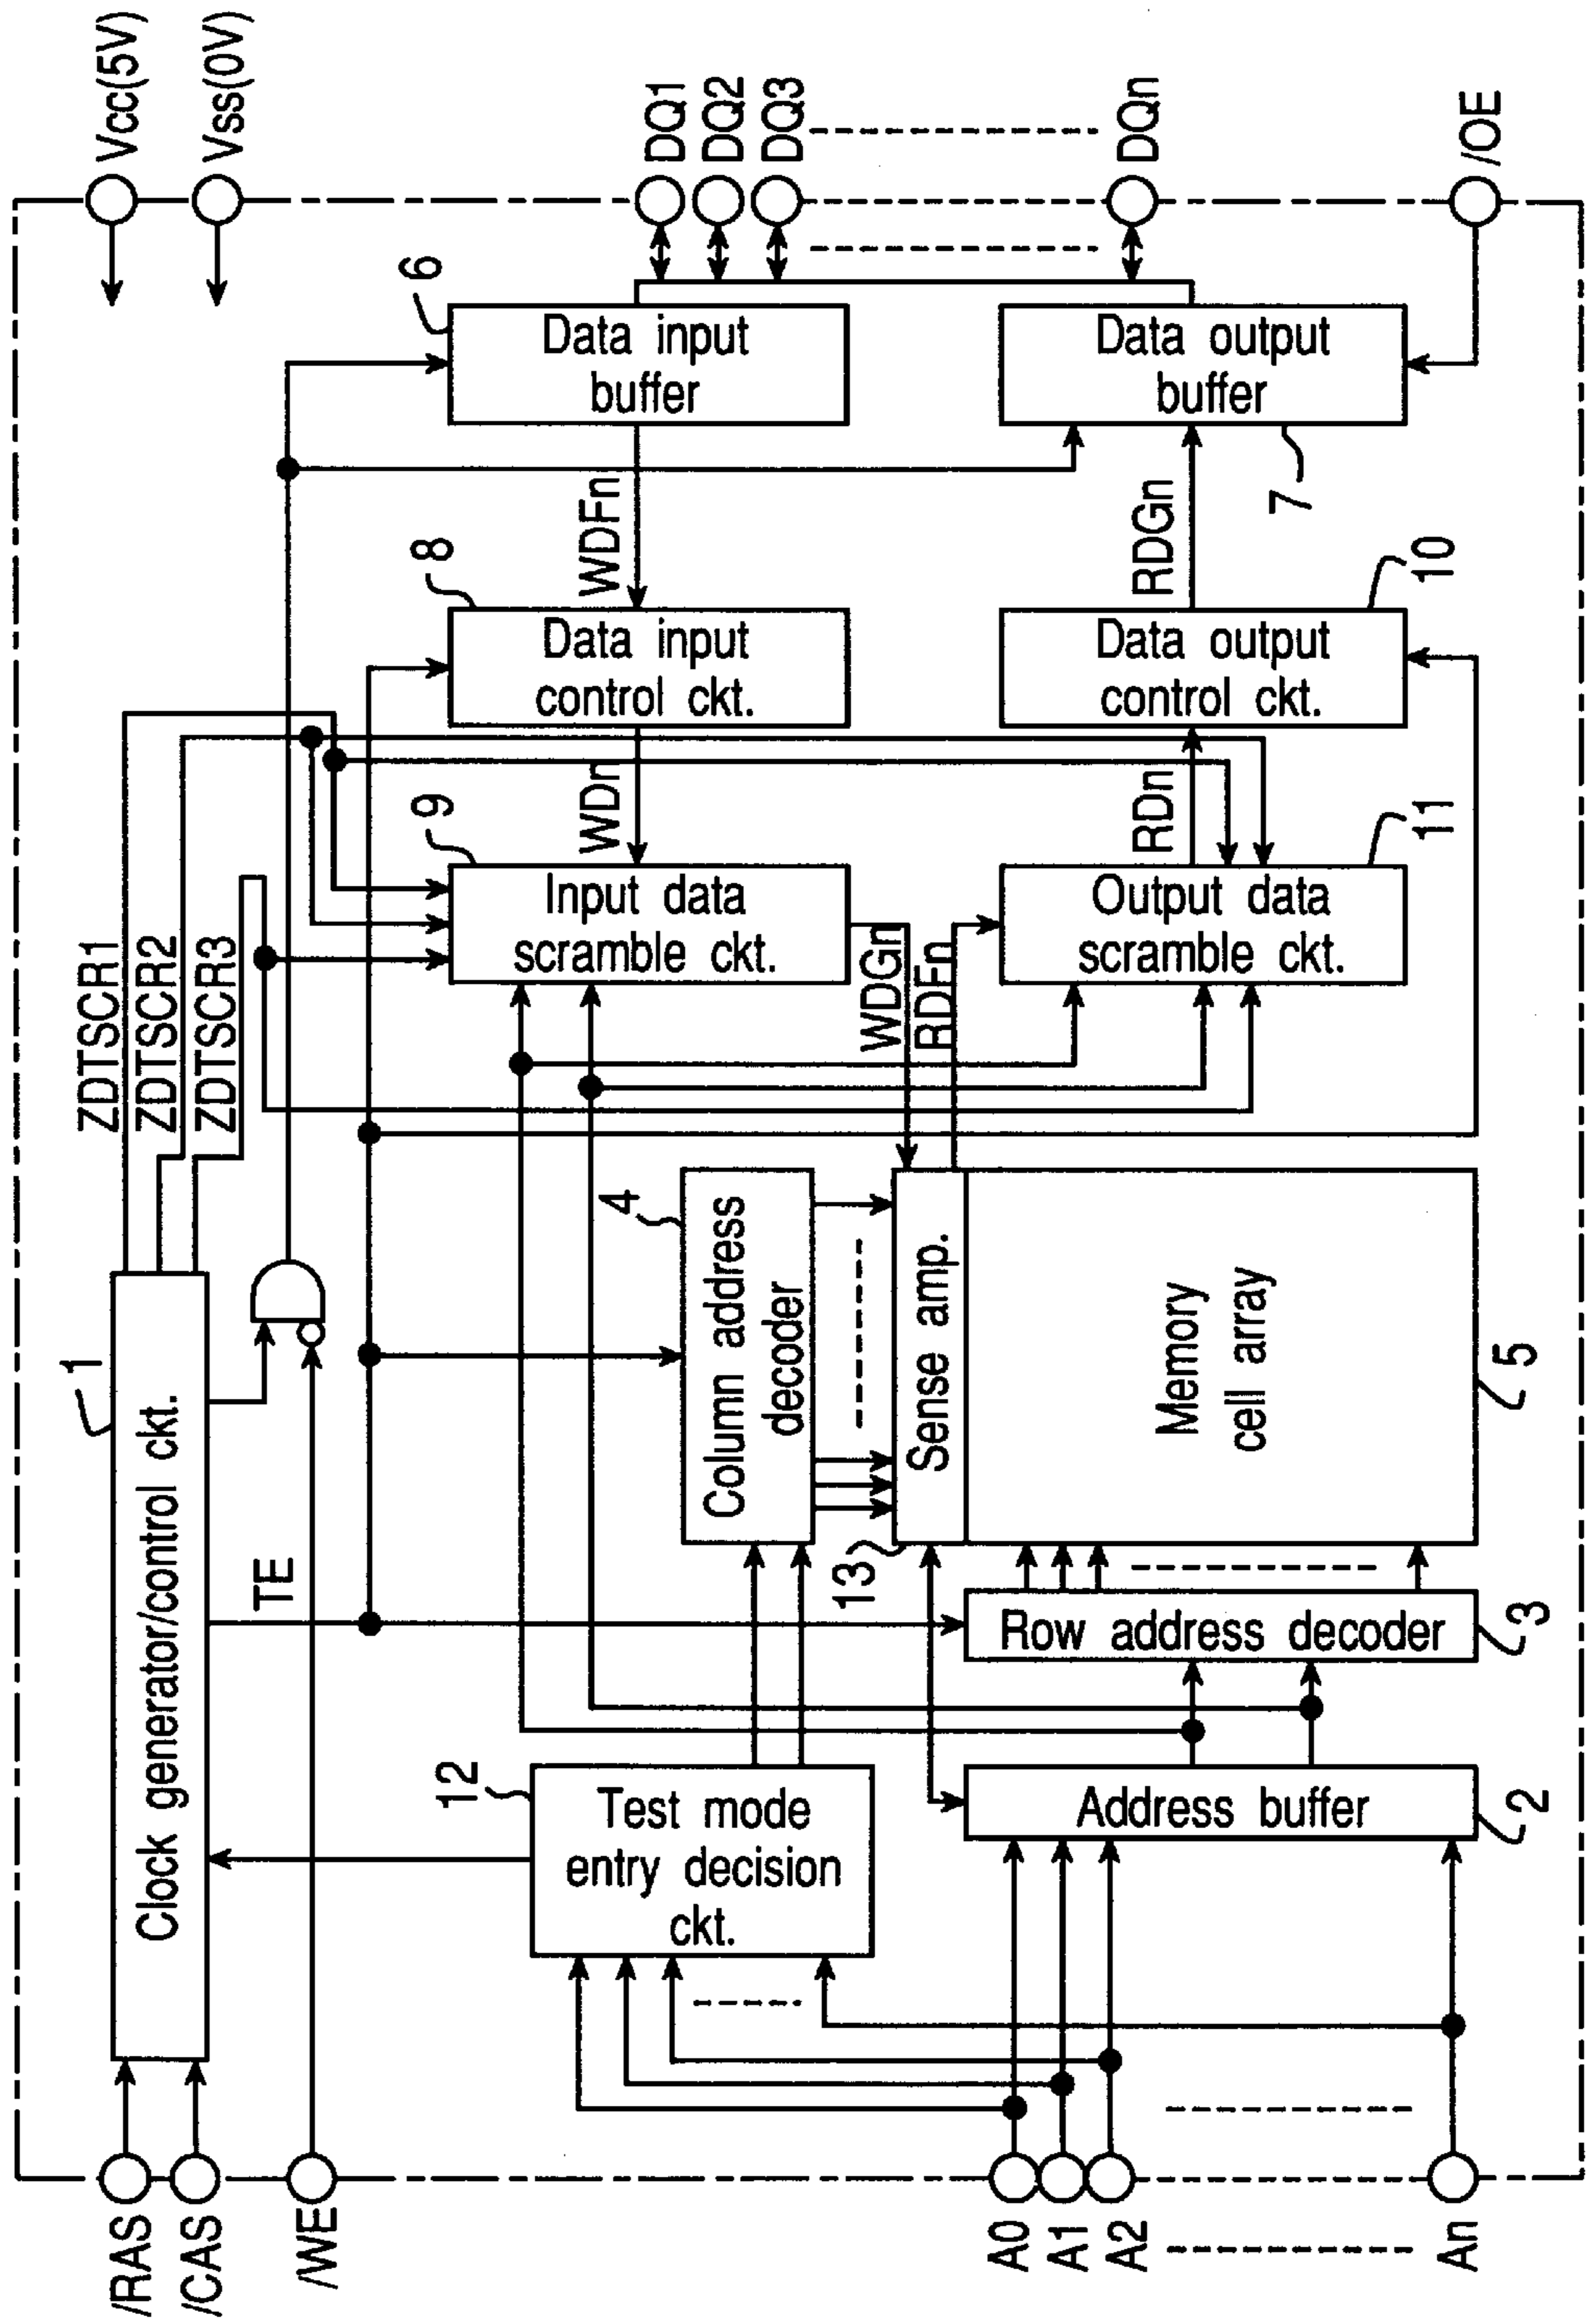 /RAS
/CAS
/WE
A0
A1
A2
An
1
Clock generator/control ckt.
TE
ZDTSCR1
ZDTSCR2
ZDTSCR3
12
Test mode
entry decision
ckt.
Address buffer
2
Row address decoder
3
4
Column address
decoder
13
Sense amp.
Memory
cell array
5
WDGn
RDFn
9
Input data
scramble ckt.
Output data
scramble ckt.
11
WDn
RDn
8
Data input
control ckt.
Data output
control ckt.
10
WDFn
RDGn
6
Data input
buffer
Data output
buffer
7
Vcc(5V)
Vss(0V)
DQ1
DQ2
DQ3
DQn
/OE